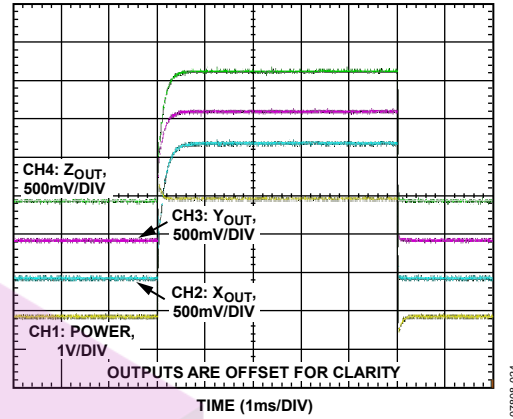 CH4: ZOUT,
500mV/DIV
CH3: YOUT,
500mV/DIV
CH2: XOUT,
500mV/DIV
CH1: POWER,
1V/DIV
OUTPUTS ARE OFFSET FOR CLARITY
TIME (1ms/DIV)